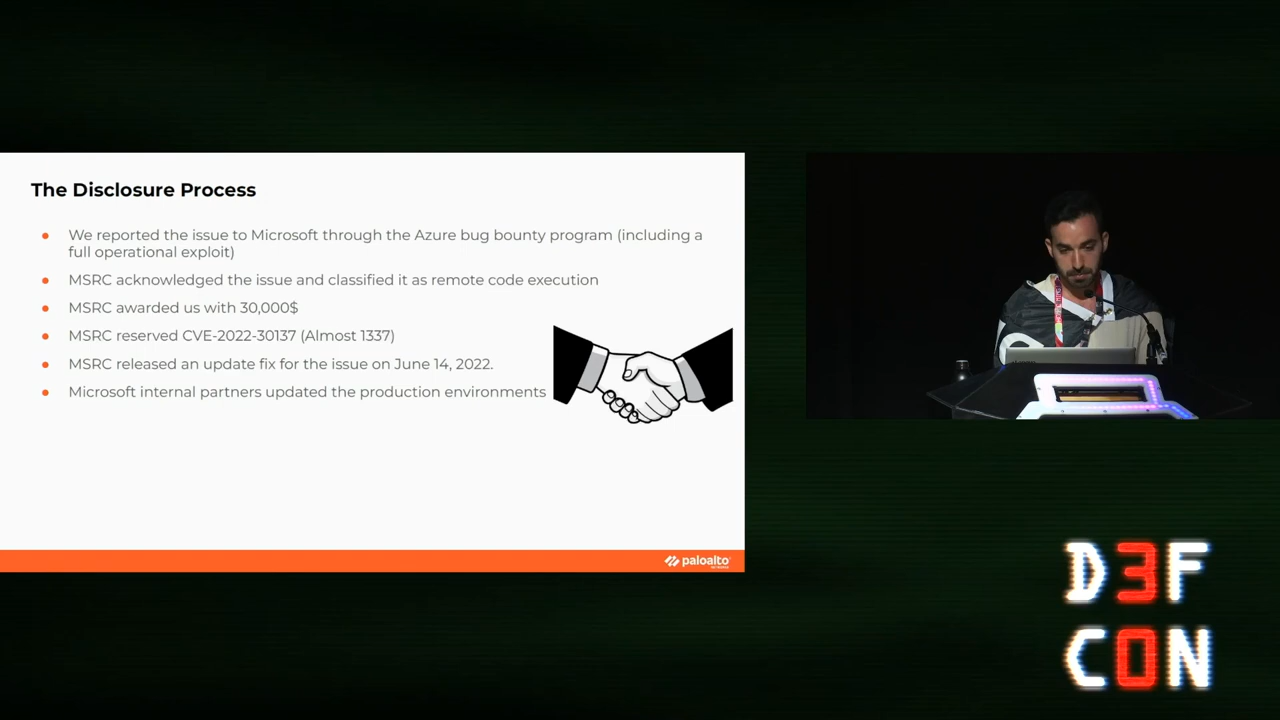 The Disclosure Process
● We reported the issue to Microsoft through the Azure bug bounty program (including a
full operational exploit)
● MSRC acknowledged the issue and classified it as remote code execution
● MSRC awarded us with 30,000$
● MSRC reserved CVE-2022-30137 (Almost 1337)
● MSRC released an update fix for the issue on June 14, 2022.
● Microsoft internal partners updated the production environments
paloalto
D3F
C0N